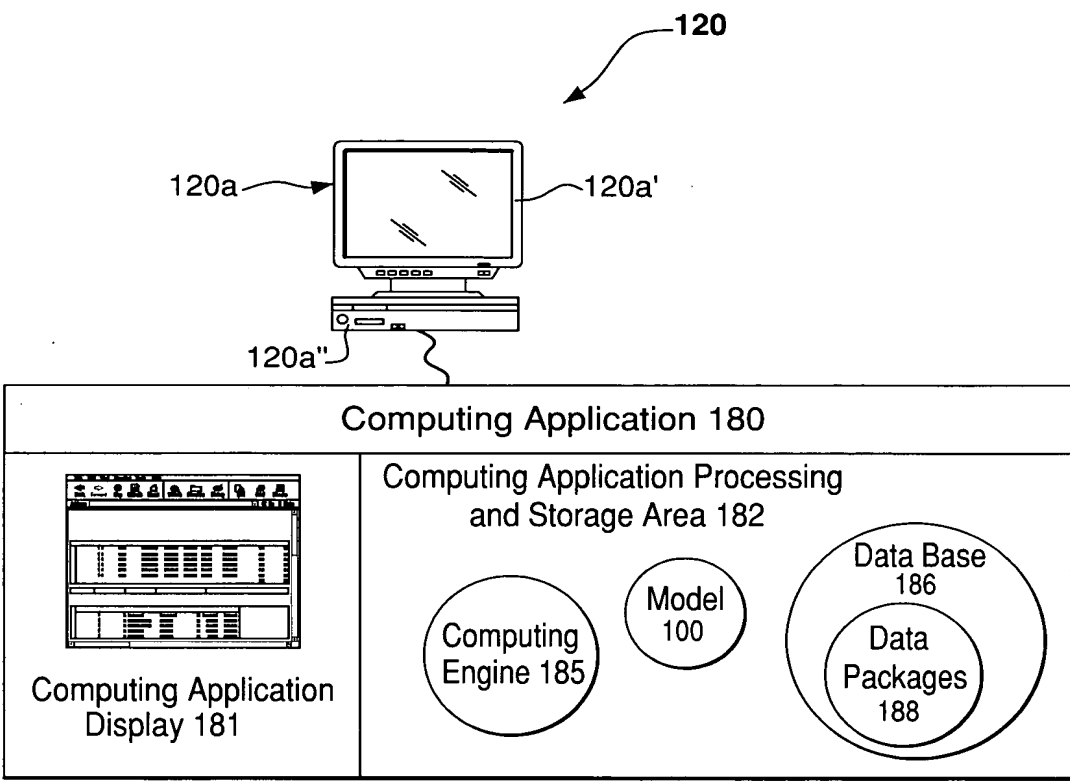 120
120a
120a'
120a"
Computing Application 180
Computing Application Display 181
Computing Application Processing
and Storage Area 182
Computing
Engine 185
Model
100
Data Base
186
Data
Packages
188